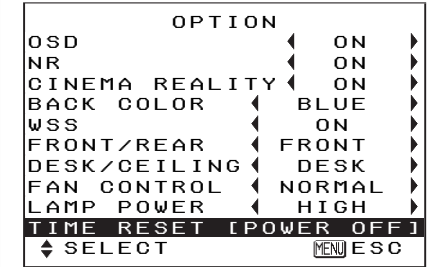 OPTION
OSD ON
NR ON
CINEMA REALITY ON
BACK COLOR BLUE
WSS ON
FRONT/REAR FRONT
DESK/CEILING DESK
FAN CONTROL NORMAL
LAMP POWER HIGH
TIME RESET [POWER OFF]
SELECT MENU ESC